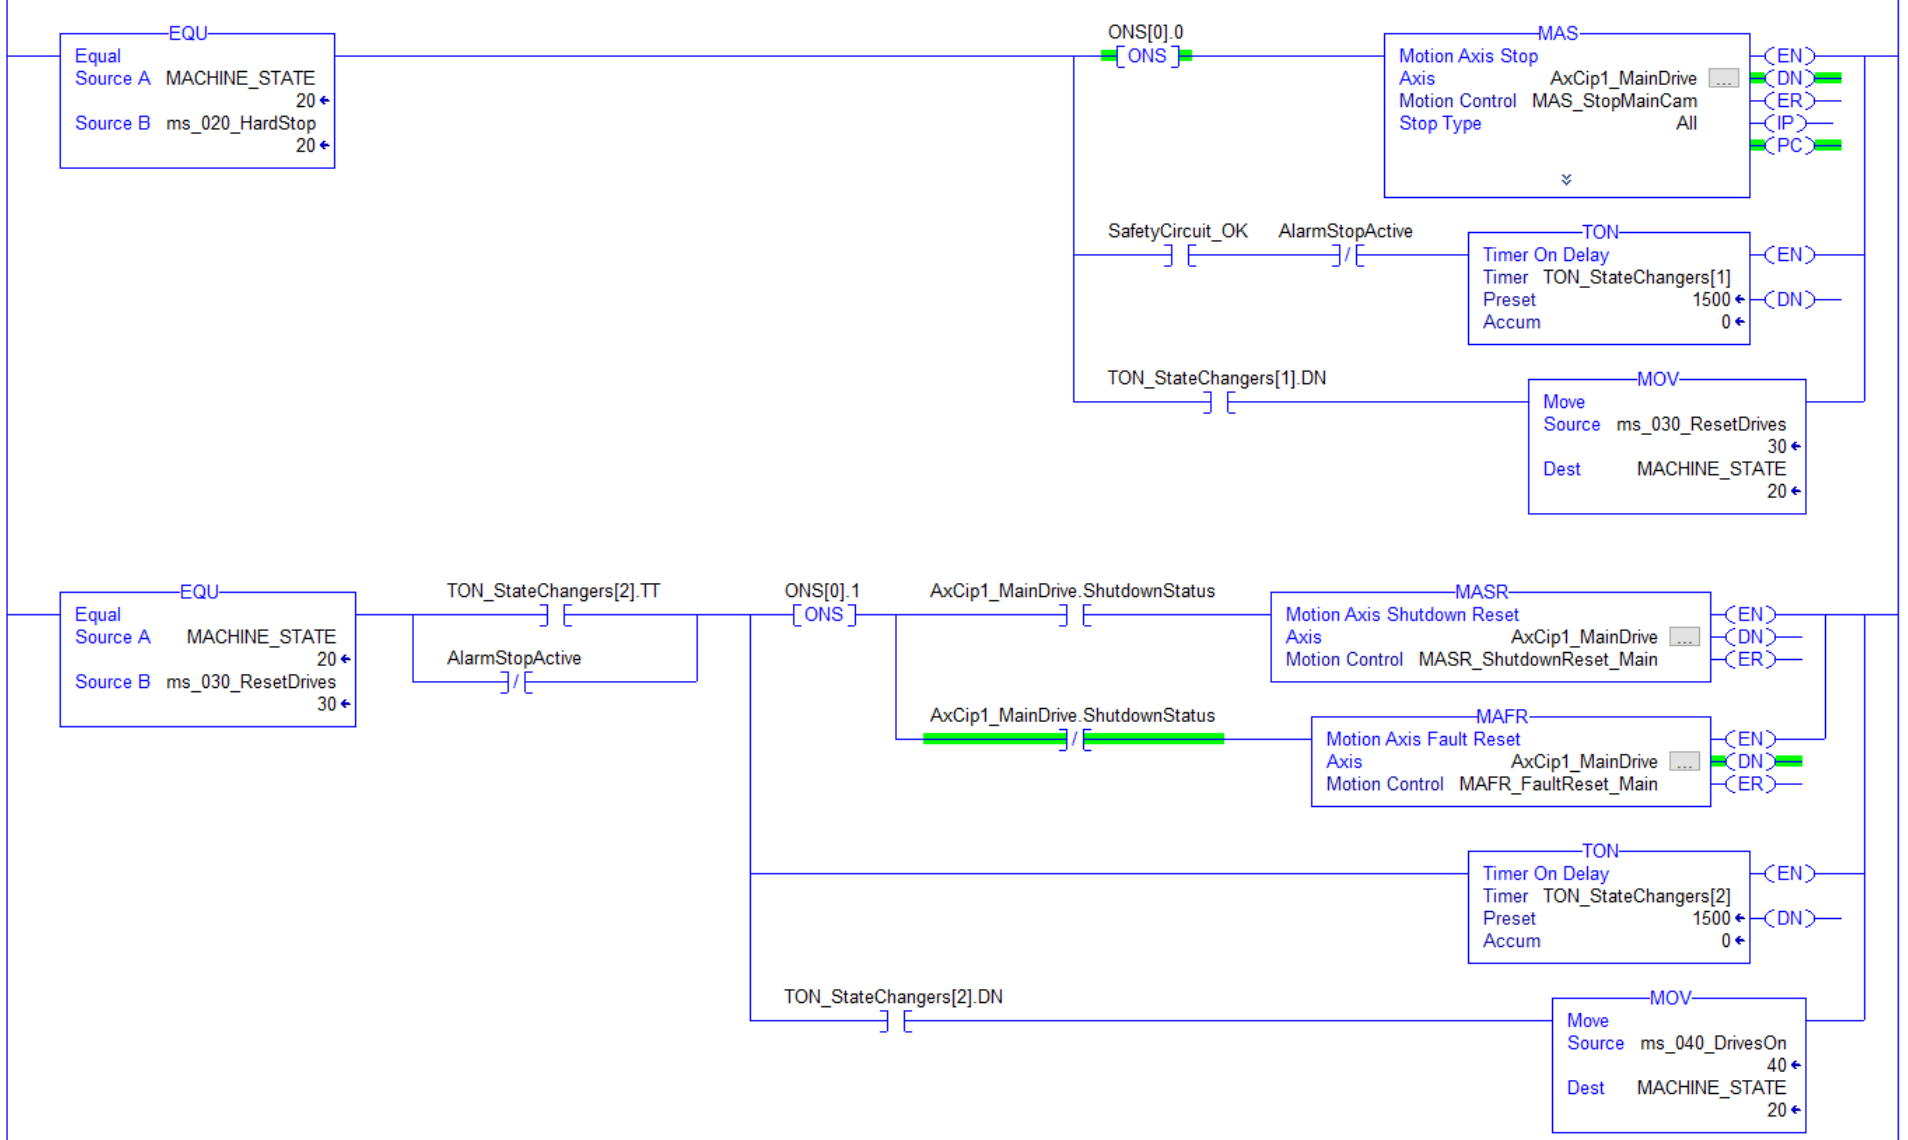 EQU
Equal
Source A MACHINE_STATE
20
Source B ms_020_HardStop
20
ONS[0].0
ONS
MAS
Motion Axis Stop
Axis AxCip1_MainDrive ...
Motion Control MAS_StopMainCam
Stop Type All
EN
DN
ER
IP
PC
SafetyCircuit_OK AlarmStopActive
TON
Timer On Delay
Timer TON_StateChangers[1]
Preset 1500
Accum 0
EN
DN
TON_StateChangers[1].DN
MOV
Move
Source ms_030_ResetDrives
30
Dest MACHINE_STATE
20
EQU
Equal
Source A MACHINE_STATE
20
Source B ms_030_ResetDrives
30
TON_StateChangers[2].TT
AlarmStopActive
ONS[0].1
ONS
AxCip1_MainDrive.ShutdownStatus
MASR
Motion Axis Shutdown Reset
Axis AxCip1_MainDrive ...
Motion Control MASR_ShutdownReset_Main
EN
DN
ER
AxCip1_MainDrive.ShutdownStatus
MAFR
Motion Axis Fault Reset
Axis AxCip1_MainDrive ...
Motion Control MAFR_FaultReset_Main
EN
DN
ER
TON
Timer On Delay
Timer TON_StateChangers[2]
Preset 1500
Accum 0
EN
DN
TON_StateChangers[2].DN
MOV
Move
Source ms_040_DrivesOn
40
Dest MACHINE_STATE
20